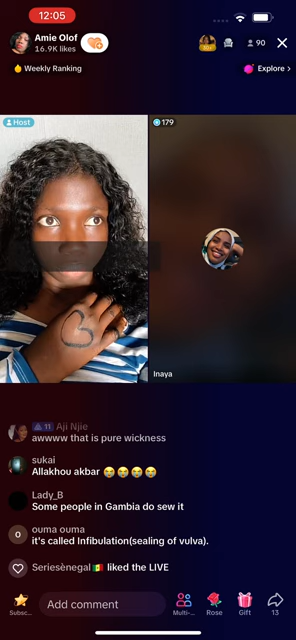 12:05
Amie Olof
16.9K likes
90
Weekly Ranking
Explore >
Host
179
Inaya
11 Aji Njie
awwww that is pure wickness
sukai
Allakhou akbar 😭😭😭😭
Lady_B
Some people in Gambia do sew it
O ouma ouma
it's called Infibulation(sealing of vulva).
Seriesènegal🇸🇳 liked the LIVE
Subsc...
Add comment
Multi-...
Rose
Gift
13